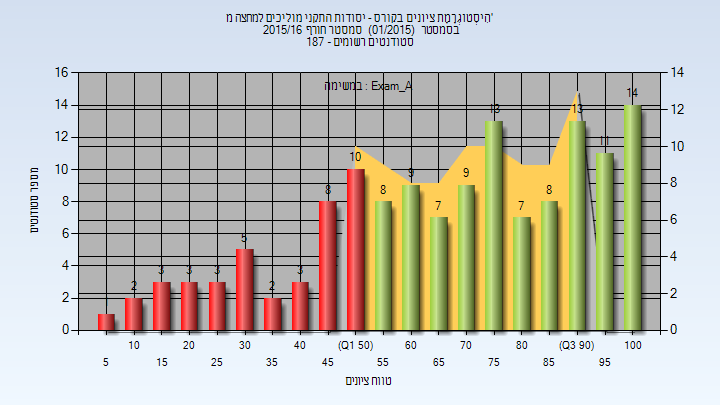 היסטוגרמת ציונים בקורס - יסודות התקני מוליכים למחצה מ'
בסמסטר (01/2015) סמסטר חורף 2015/16
סטודנטים רשומים - 187
במשימה : Exam_A
מספר סטודנטים
16 14 12 10 8 6 4 2 0
14 12 10 8 6 4 2 0
2 3 3 3 5 2 3 8 10 8 9 7 9 13 7 8 13 11 14
10 20 30 40 (Q1 50) 60 70 80 (Q3 90) 100
5 15 25 35 45 55 65 75 85 95
טווח ציונים